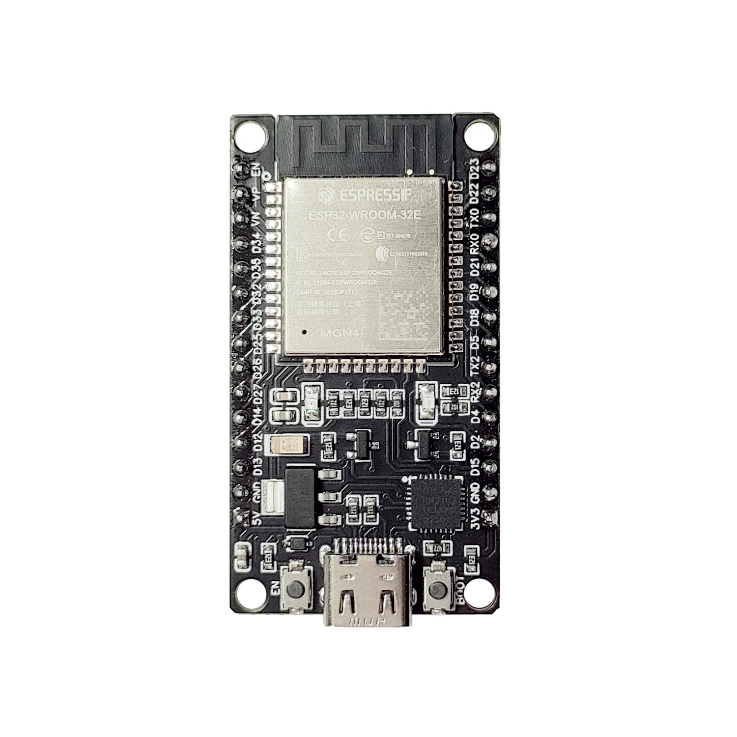 ESPRESSIF
ESP32-WROOM-32E
CE
MGN4
EN
VP
VN
D34
D35
D32
D33
D25
D26
D27
D14
D12
D13
GND
5V
D23
D22
TX0
RX0
D21
D19
D18
D5
TX2
RX2
D4
D2
D15
GND
3V3
EN
BOOT